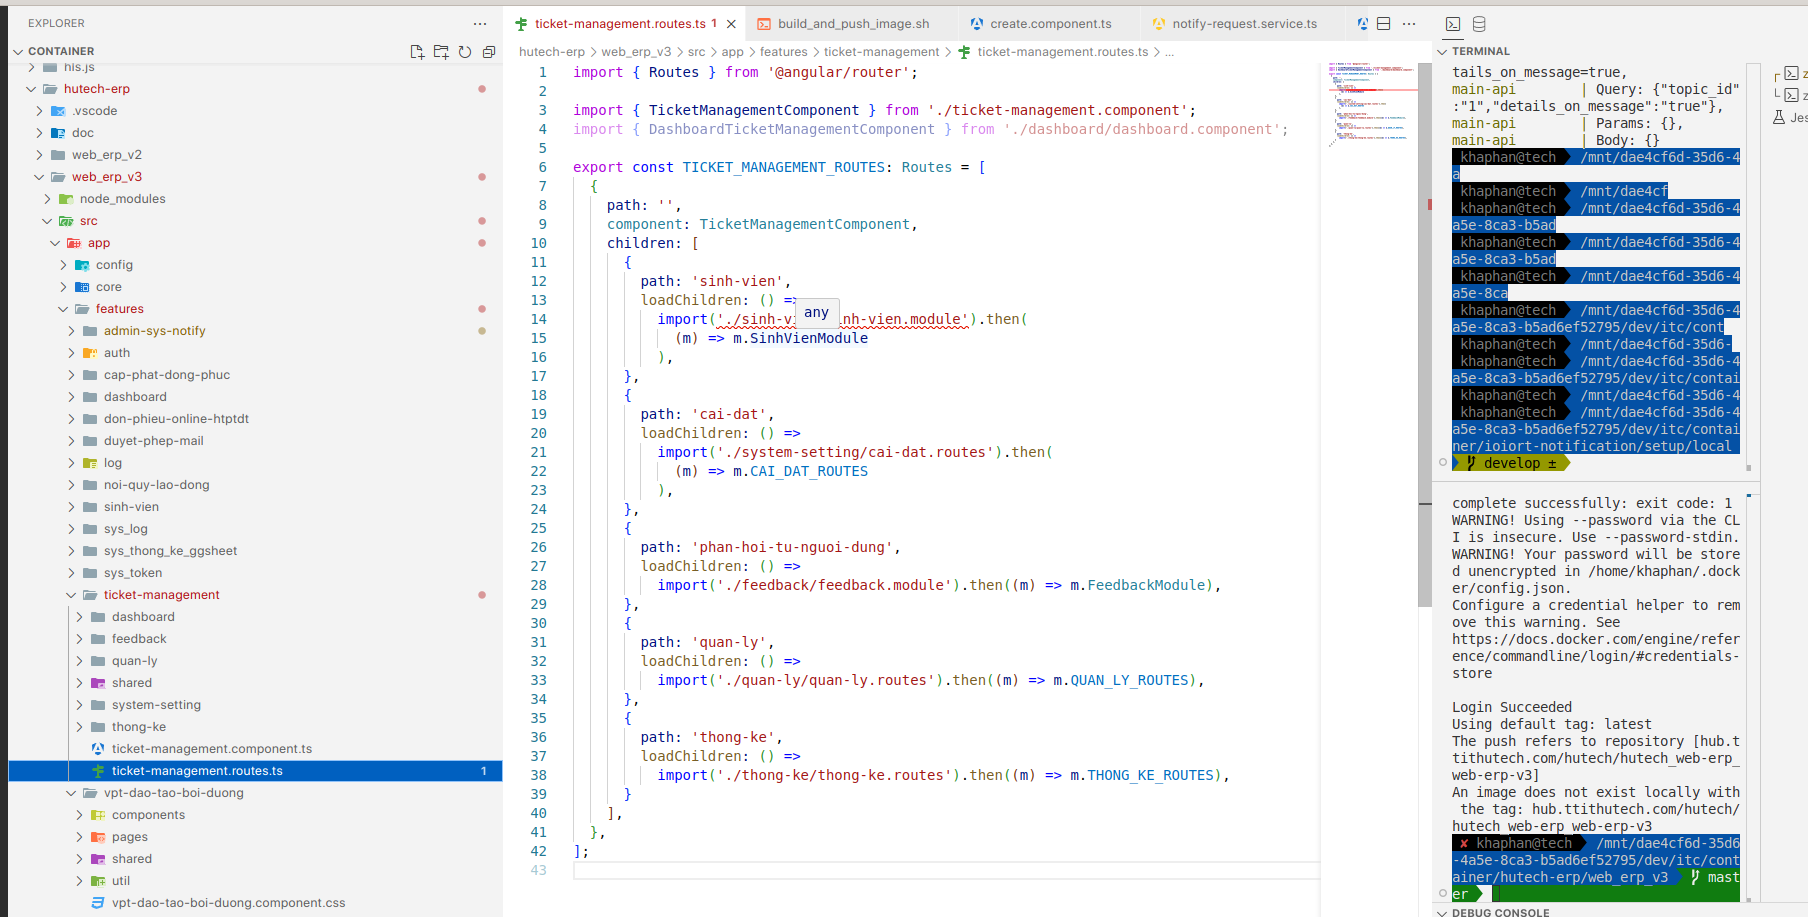 EXPLORER
CONTAINER
hls.js
hutech-erp
.vscode
doc
web_erp_v2
web_erp_v3
node_modules
src
app
config
core
features
admin-sys-notify
auth
cap-phat-dong-phuc
dashboard
don-phieu-online-htptdt
duyet-phep-mail
log
noi-quy-lao-dong
sinh-vien
sys_log
sys_thong_ke_ggsheet
sys_token
ticket-management
dashboard
feedback
quan-ly
shared
system-setting
thong-ke
ticket-management.component.ts
ticket-management.routes.ts 1
vpt-dao-tao-boi-duong
components
pages
shared
util
vpt-dao-tao-boi-duong.component.css
ticket-management.routes.ts 1
build_and_push_image.sh
create.component.ts
notify-request.service.ts
hutech-erp > web_erp_v3 > src > app > features > ticket-management > ticket-management.routes.ts > ...
1 import { Routes } from '@angular/router';
2
3 import { TicketManagementComponent } from './ticket-management.component';
4 import { DashboardTicketManagementComponent } from './dashboard/dashboard.component';
5
6 export const TICKET_MANAGEMENT_ROUTES: Routes = [
7 {
8 path: '',
9 component: TicketManagementComponent,
10 children: [
11 {
12 path: 'sinh-vien',
13 loadChildren: () =>
any
14 import('./sinh-vi nh-vien.module').then(
15 (m) => m.SinhVienModule
16 ),
17 },
18 {
19 path: 'cai-dat',
20 loadChildren: () =>
21 import('./system-setting/cai-dat.routes').then(
22 (m) => m.CAI_DAT_ROUTES
23 ),
24 },
25 {
26 path: 'phan-hoi-tu-nguoi-dung',
27 loadChildren: () =>
28 import('./feedback/feedback.module').then((m) => m.FeedbackModule),
29 },
30 {
31 path: 'quan-ly',
32 loadChildren: () =>
33 import('./quan-ly/quan-ly.routes').then((m) => m.QUAN_LY_ROUTES),
34 },
35 {
36 path: 'thong-ke',
37 loadChildren: () =>
38 import('./thong-ke/thong-ke.routes').then((m) => m.THONG_KE_ROUTES),
39 }
40 ],
41 },
42 ];
43
TERMINAL
tails_on_message=true,
main-api | Query: {"topic_id"
:"1","details_on_message":"true"},
main-api | Params: {},
main-api | Body: {}
khaphan@tech /mnt/dae4cf6d-35d6-4
a
khaphan@tech /mnt/dae4cf
khaphan@tech /mnt/dae4cf6d-35d6-4
a5e-8ca3-b5ad
khaphan@tech /mnt/dae4cf6d-35d6-4
a5e-8ca3-b5ad
khaphan@tech /mnt/dae4cf6d-35d6-4
a5e-8ca
khaphan@tech /mnt/dae4cf6d-35d6-4
a5e-8ca3-b5ad6ef52795/dev/itc/cont
khaphan@tech /mnt/dae4cf6d-35d6-
khaphan@tech /mnt/dae4cf6d-35d6-4
a5e-8ca3-b5ad6ef52795/dev/itc/contai
khaphan@tech /mnt/dae4cf6d-35d6-4
khaphan@tech /mnt/dae4cf6d-35d6-4
a5e-8ca3-b5ad6ef52795/dev/itc/contai
ner/ioiort-notification/setup/local
develop ±
complete successfully: exit code: 1
WARNING! Using --password via the CL
I is insecure. Use --password-stdin.
WARNING! Your password will be store
d unencrypted in /home/khaphan/.dock
er/config.json.
Configure a credential helper to rem
ove this warning. See
https://docs.docker.com/engine/refer
ence/commandline/login/#credentials-
store
Login Succeeded
Using default tag: latest
The push refers to repository [hub.t
tithutech.com/hutech/hutech_web-erp_
web-erp-v3]
An image does not exist locally with
the tag: hub.ttithutech.com/hutech/
hutech_web-erp_web-erp-v3
✘ khaphan@tech /mnt/dae4cf6d-35d6
-4a5e-8ca3-b5ad6ef52795/dev/itc/cont
ainer/hutech-erp/web_erp_v3 mast
er
DEBUG CONSOLE
z
z
Jes